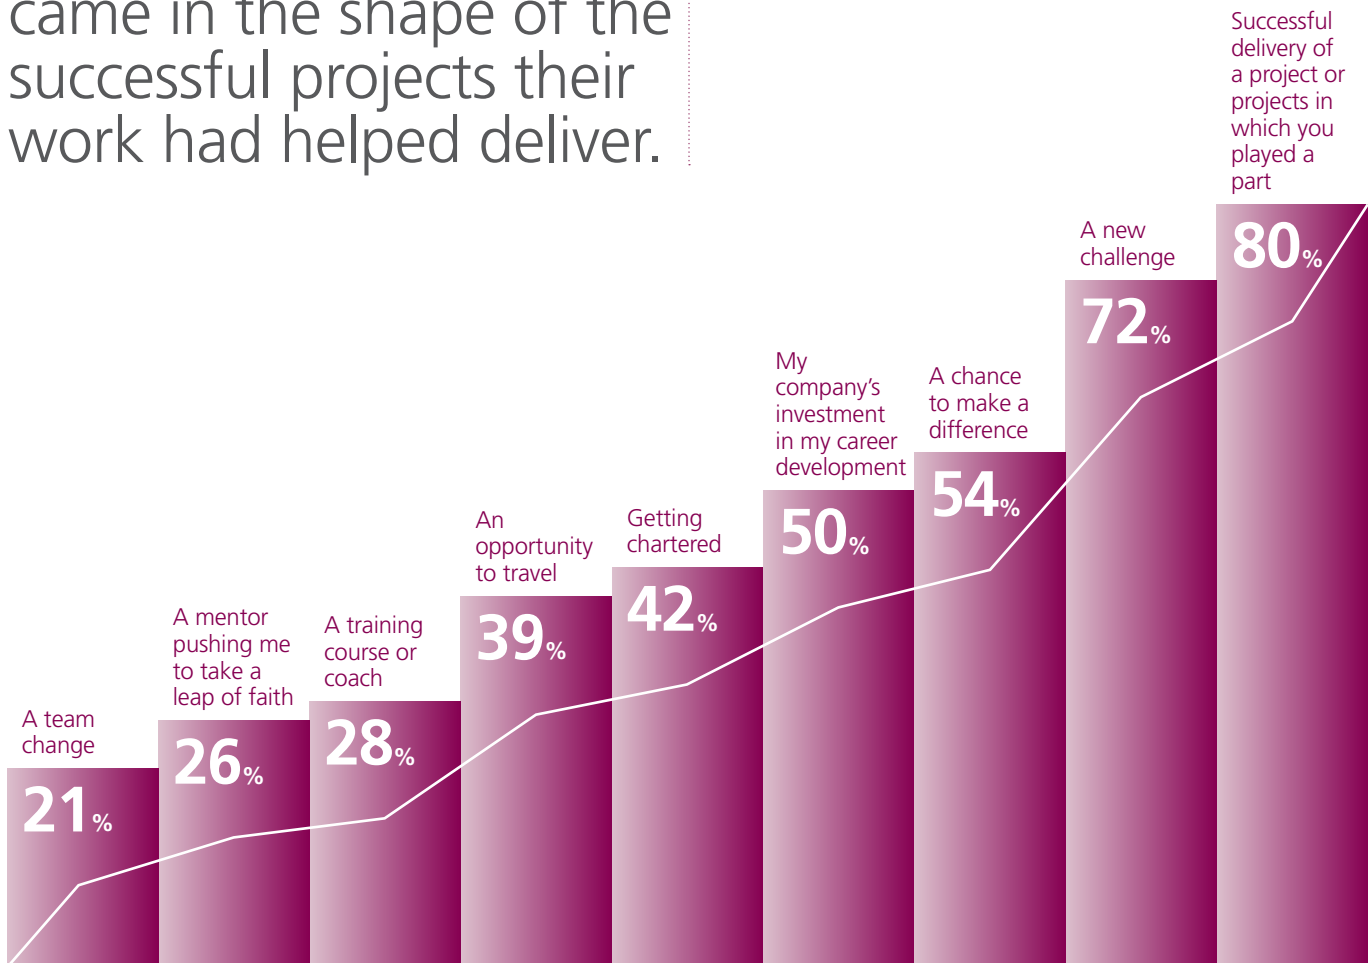 came in the shape of the
successful projects their
work had helped deliver.
A team
change
21%
A mentor
pushing me
to take a
leap of faith
26%
A training
course or
coach
28%
An
opportunity
to travel
39%
Getting
chartered
42%
My
company’s
investment
in my career
development
50%
A chance
to make a
difference
54%
A new
challenge
72%
Successful
delivery of
a project or
projects in
which you
played a
part
80%